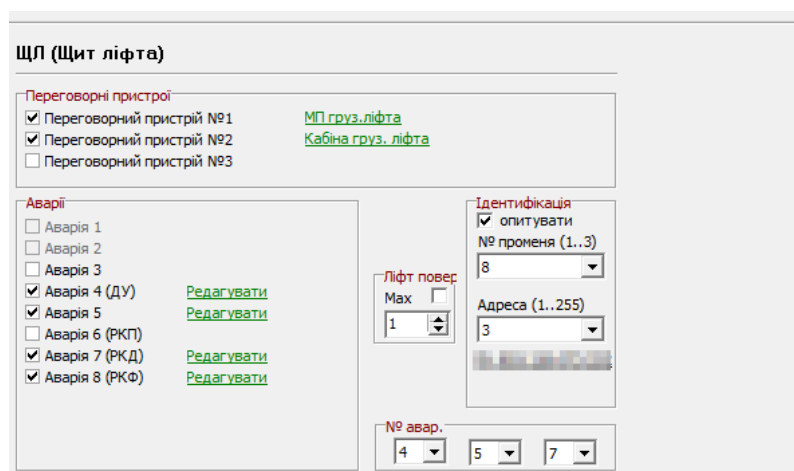 ЩЛ (Щит ліфта)
Переговорні пристрої
Переговорний пристрій №1 МП груз.ліфта
Переговорний пристрій №2 Кабіна груз. ліфта
Переговорний пристрій №3
Аварії
Аварія 1
Аварія 2
Аварія 3
Аварія 4 (ДУ) Редагувати
Аварія 5 Редагувати
Аварія 6 (РКП)
Аварія 7 (РКД) Редагувати
Аварія 8 (РКФ) Редагувати
Ліфт повер
Max
1
Ідентифікація
опитувати
№ променя (1..3)
8
Адреса (1..255)
3
№ авар.
4 5 7